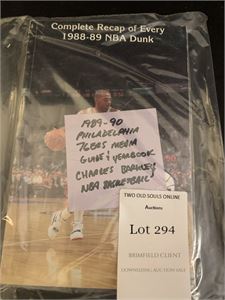 Complete Recap of Every
1988-89 NBA Dunk
1989-90
PHILADELPHIA
76ERS MEDIA
GUIDE & YEARBOOK
CHARLES BARKLEY
NBA BASKETBALL
TWO OLD SOULS ONLINE
Auctions
Lot 294
BRIMFIELD CLIENT
DOWNSIZING, AUCTION SALE